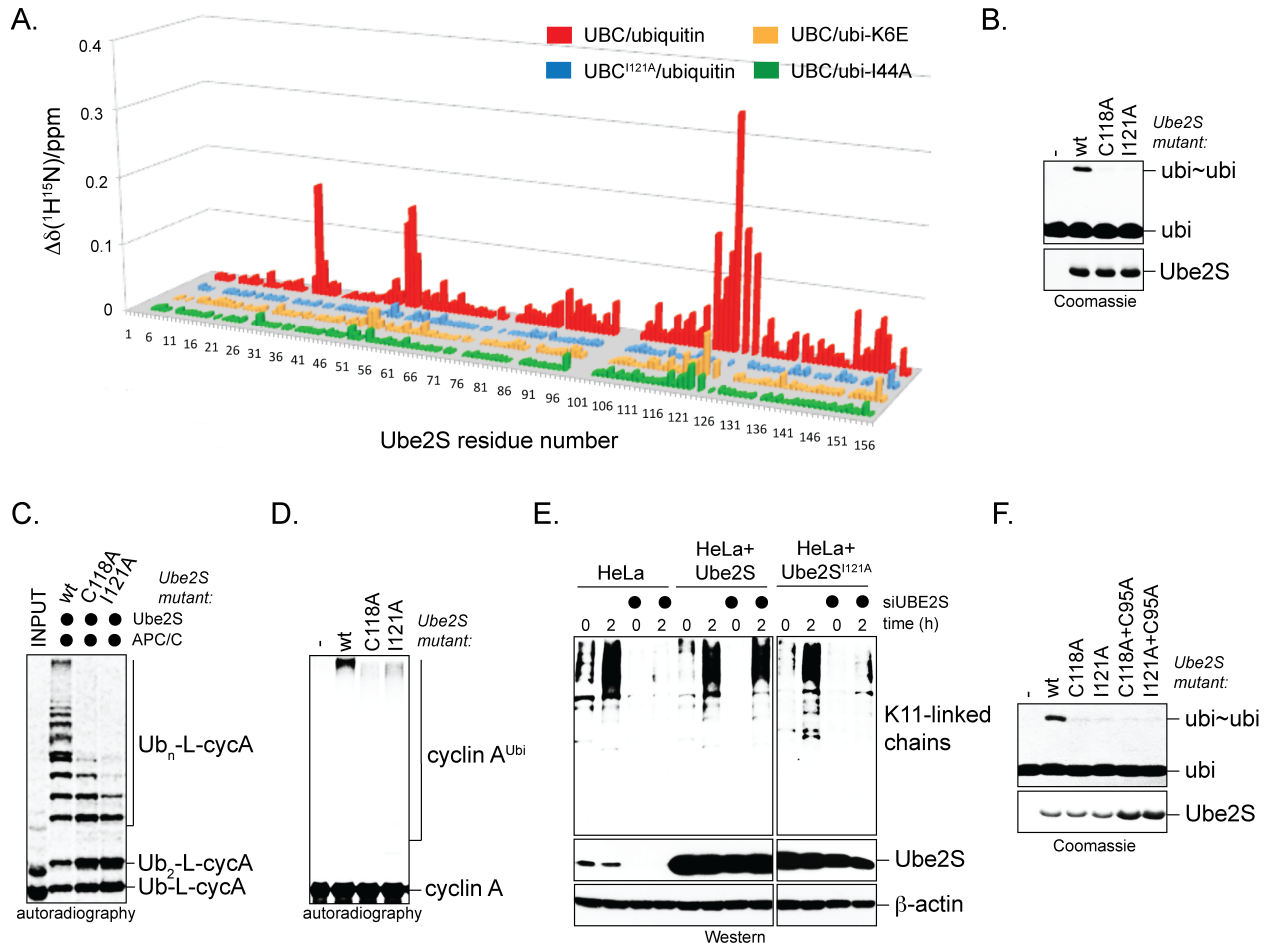 A.
0.4
0.3
0.2
0.1
0
Δδ(¹H¹⁵N)/ppm
UBC/ubiquitin
UBC/ubi-K6E
UBCᴵ¹²¹ᴬ/ubiquitin
UBC/ubi-I44A
1 6 11 16 21 26 31 36 41 46 51 56 61 66 71 76 81 86 91 96 101 106 111 116 121 126 131 136 141 146 151 156
Ube2S residue number
B.
- wt C118A I121A
Ube2S
mutant:
ubi~ubi
ubi
Ube2S
Coomassie
C.
INPUT wt C118A I121A
Ube2S
mutant:
Ube2S
APC/C
Ubₙ-L-cycA
Ub₂-L-cycA
Ub-L-cycA
autoradiography
D.
- wt C118A I121A
Ube2S
mutant:
cyclin Aᵁᵇⁱ
cyclin A
autoradiography
E.
HeLa
HeLa+
Ube2S
HeLa+
Ube2Sᴵ¹²¹ᴬ
siUBE2S
0 2 0 2 0 2 0 2 0 2 0 2 time (h)
K11-linked
chains
Ube2S
β-actin
Western
F.
- wt C118A I121A C118A+C95A I121A+C95A
Ube2S
mutant:
ubi~ubi
ubi
Ube2S
Coomassie